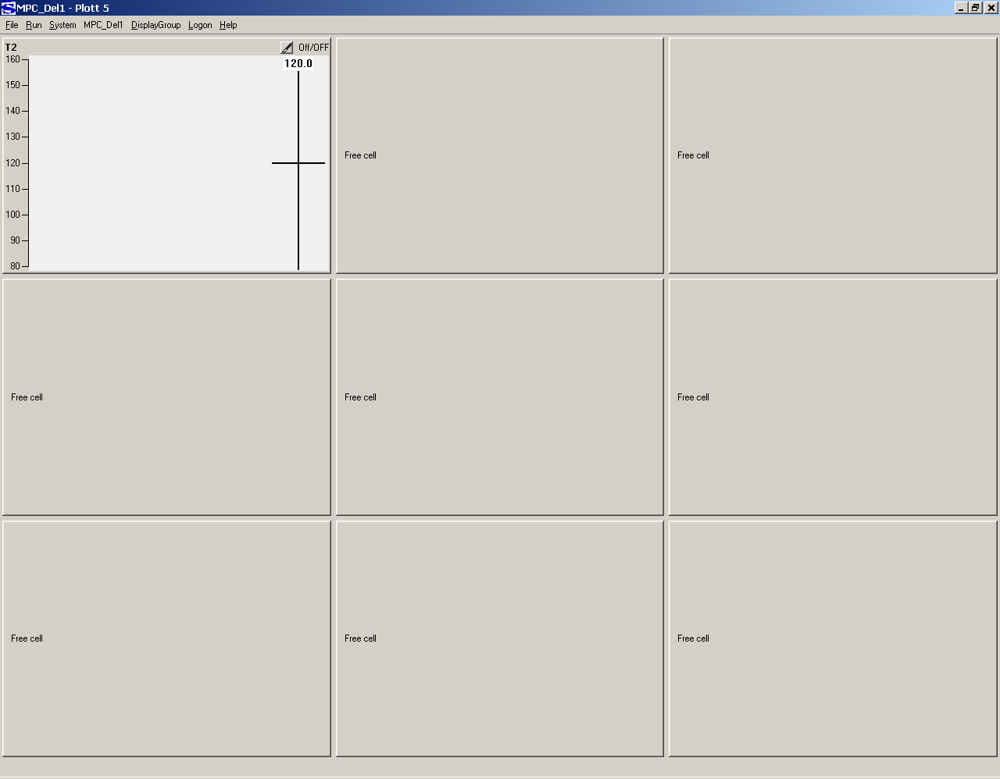 MPC_Del1 - Plott 5
File Run System MPC_Del1 DisplayGroup Logon Help
T2 Off/OFF
120.0
160
150
140
130
120
110
100
90
80
Free cell
Free cell
Free cell
Free cell
Free cell
Free cell
Free cell
Free cell